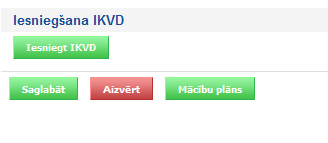 Iesniegšana IKVD
Iesniegt IKVD
Saglabāt Aizvērt Mācību plāns